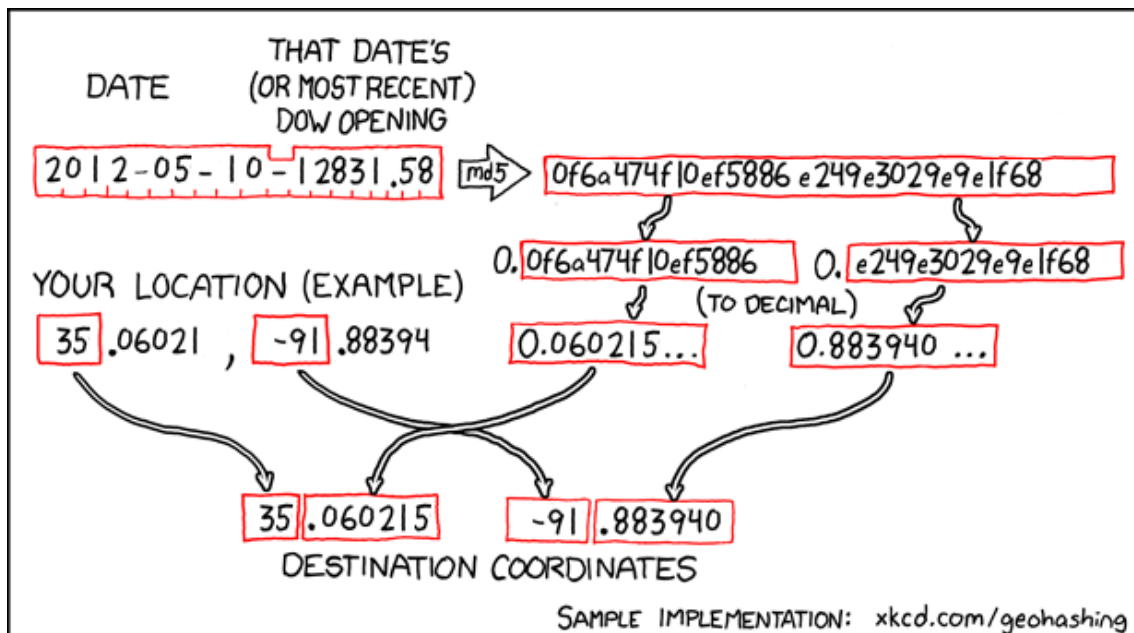 DATE
THAT DATE'S
(OR MOST RECENT)
DOW OPENING
2012-05-10-12831.58
md5
0f6a474f10ef5886e249e3029e9e1f68
0.0f6a474f10ef5886
0.e249e3029e9e1f68
(TO DECIMAL)
YOUR LOCATION (EXAMPLE)
35.06021, -91.88394
0.060215...
0.883940 ...
35.060215
-91.883940
DESTINATION COORDINATES
SAMPLE IMPLEMENTATION: xkcd.com/geohashing